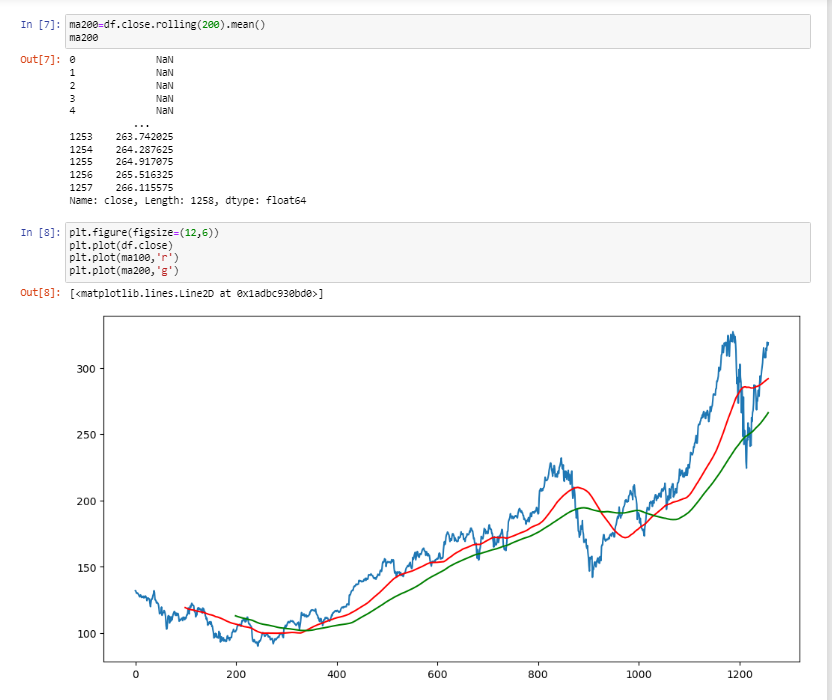 In [7]: ma200=df.close.rolling(200).mean()
ma200
Out[7]: 0 NaN
1 NaN
2 NaN
3 NaN
4 NaN
...
1253 263.742025
1254 264.287625
1255 264.917075
1256 265.516325
1257 266.115575
Name: close, Length: 1258, dtype: float64
In [8]: plt.figure(figsize=(12,6))
plt.plot(df.close)
plt.plot(ma100,'r')
plt.plot(ma200,'g')
Out[8]: [<matplotlib.lines.Line2D at 0x1adbc930bd0>]
300
250
200
150
100
0 200 400 600 800 1000 1200